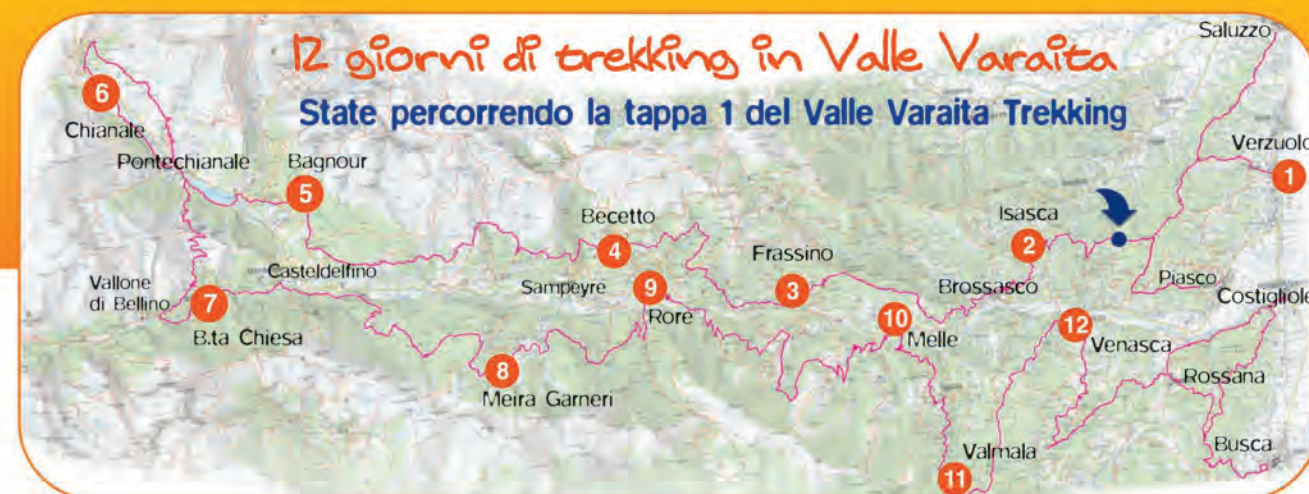 12 giorni di trekking in Valle Varaita
State percorrendo la tappa 1 del Valle Varaita Trekking
Saluzzo
Verzuolo
1
6
Chianale
Pontechianale
Bagnour
5
Becetto
4
Isasca
2
Frassino
3
Piasco
Costigliole
Brossasco
Vallone
di Bellino
7
Casteldelfino
Sampeyre
9
Rore
B.ta Chiesa
10
Melle
12
Venasca
8
Meira Garneri
Rossana
Busca
Valmala
11